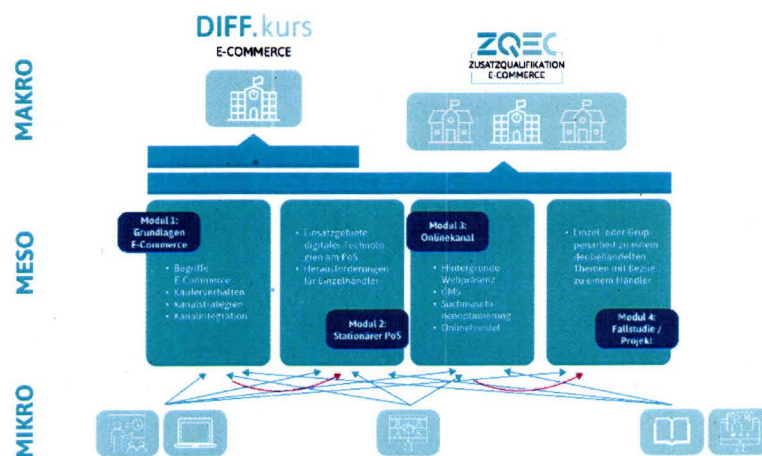 DIFF.kurs
E-COMMERCE
ZQEC
ZUSATZQUALIFIKATION
E-COMMERCE
MAKRO
MESO
MIKRO
Modul 1:
Grundlagen
E-Commerce
• Begriffe
E-Commerce
• Käuferverhalten
• Kanalstrategien
• Kanalintegration
• Einsatzgebiete
digitaler Technolo-
gien am PoS
• Herausforderungen
für Einzelhändler
Modul 2:
Stationärer PoS
Modul 3:
Onlinekanal
• Hintergründe
Webpräsenz
• CMS
• Suchmaschi-
nenoptimierung
• Onlinehandel
• Einzel- oder Grup-
penarbeit zu einem
der behandelten
Themen mit Bezug
zu einem Händler
Modul 4:
Fallstudie /
Projekt